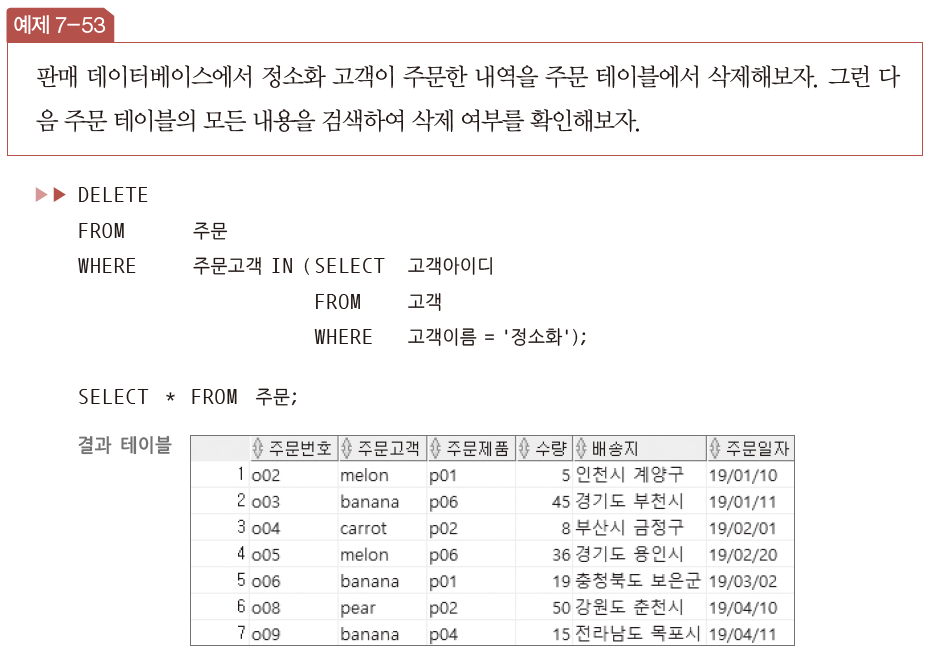 예제 7-53
판매 데이터베이스에서 정소화 고객이 주문한 내역을 주문 테이블에서 삭제해보자. 그런 다
음 주문 테이블의 모든 내용을 검색하여 삭제 여부를 확인해보자.
▶▶ DELETE
FROM 주문
WHERE 주문고객 IN (SELECT 고객아이디
FROM 고객
WHERE 고객이름 = '정소화');
SELECT * FROM 주문;
결과 테이블
주문번호 주문고객 주문제품 수량 배송지 주문일자
1 o02 melon p01 5 인천시 계양구 19/01/10
2 o03 banana p06 45 경기도 부천시 19/01/11
3 o04 carrot p02 8 부산시 금정구 19/02/01
4 o05 melon p06 36 경기도 용인시 19/02/20
5 o06 banana p01 19 충청북도 보은군 19/03/02
6 o08 pear p02 50 강원도 춘천시 19/04/10
7 o09 banana p04 15 전라남도 목포시 19/04/11